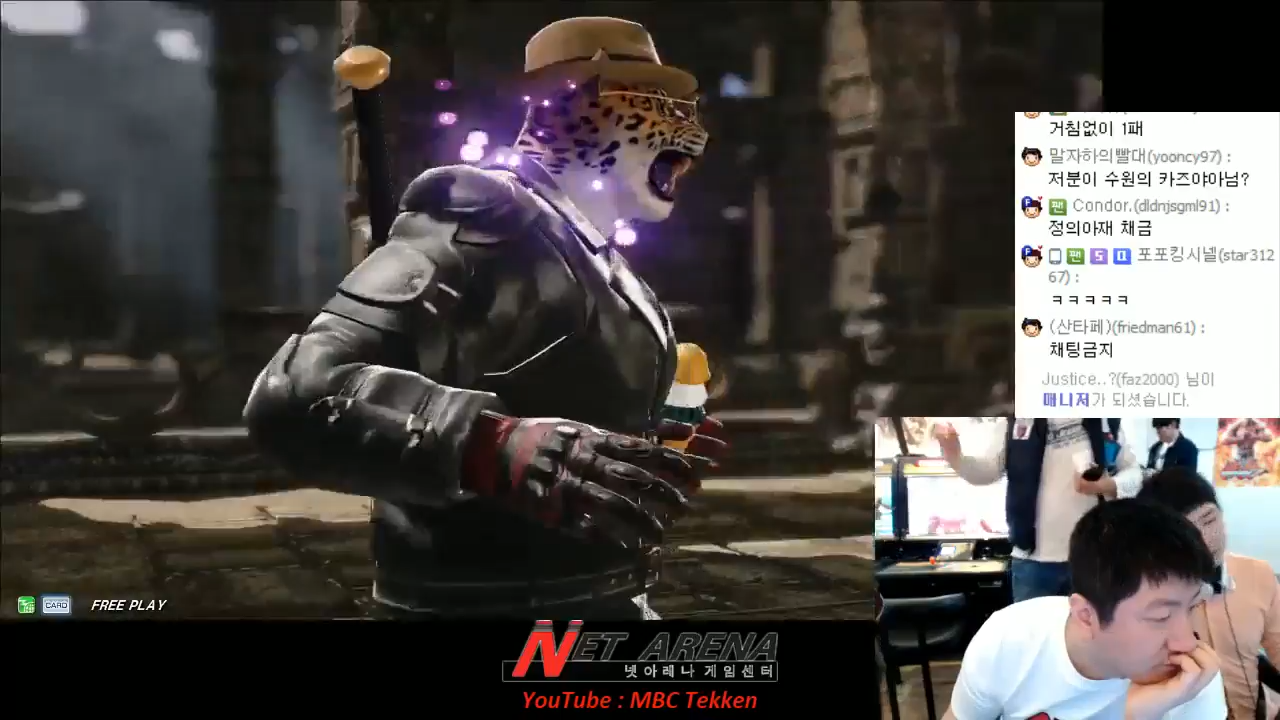 거침없이 1패
말자하의빨대(yooncy97) :
저분이 수원의 카즈야아님?
팬 Condor.(dldnjsgml91) :
정의아재 채금
팬 S 포포킹시넬(star312
67) :
ㅋㅋㅋㅋㅋ
(산타페)(friedman61) :
채팅금지
Justice..?(faz2000) 님이
매니저가 되셨습니다.
CARD FREE PLAY
NET ARENA
넷아레나 게임센터
YouTube : MBC Tekken